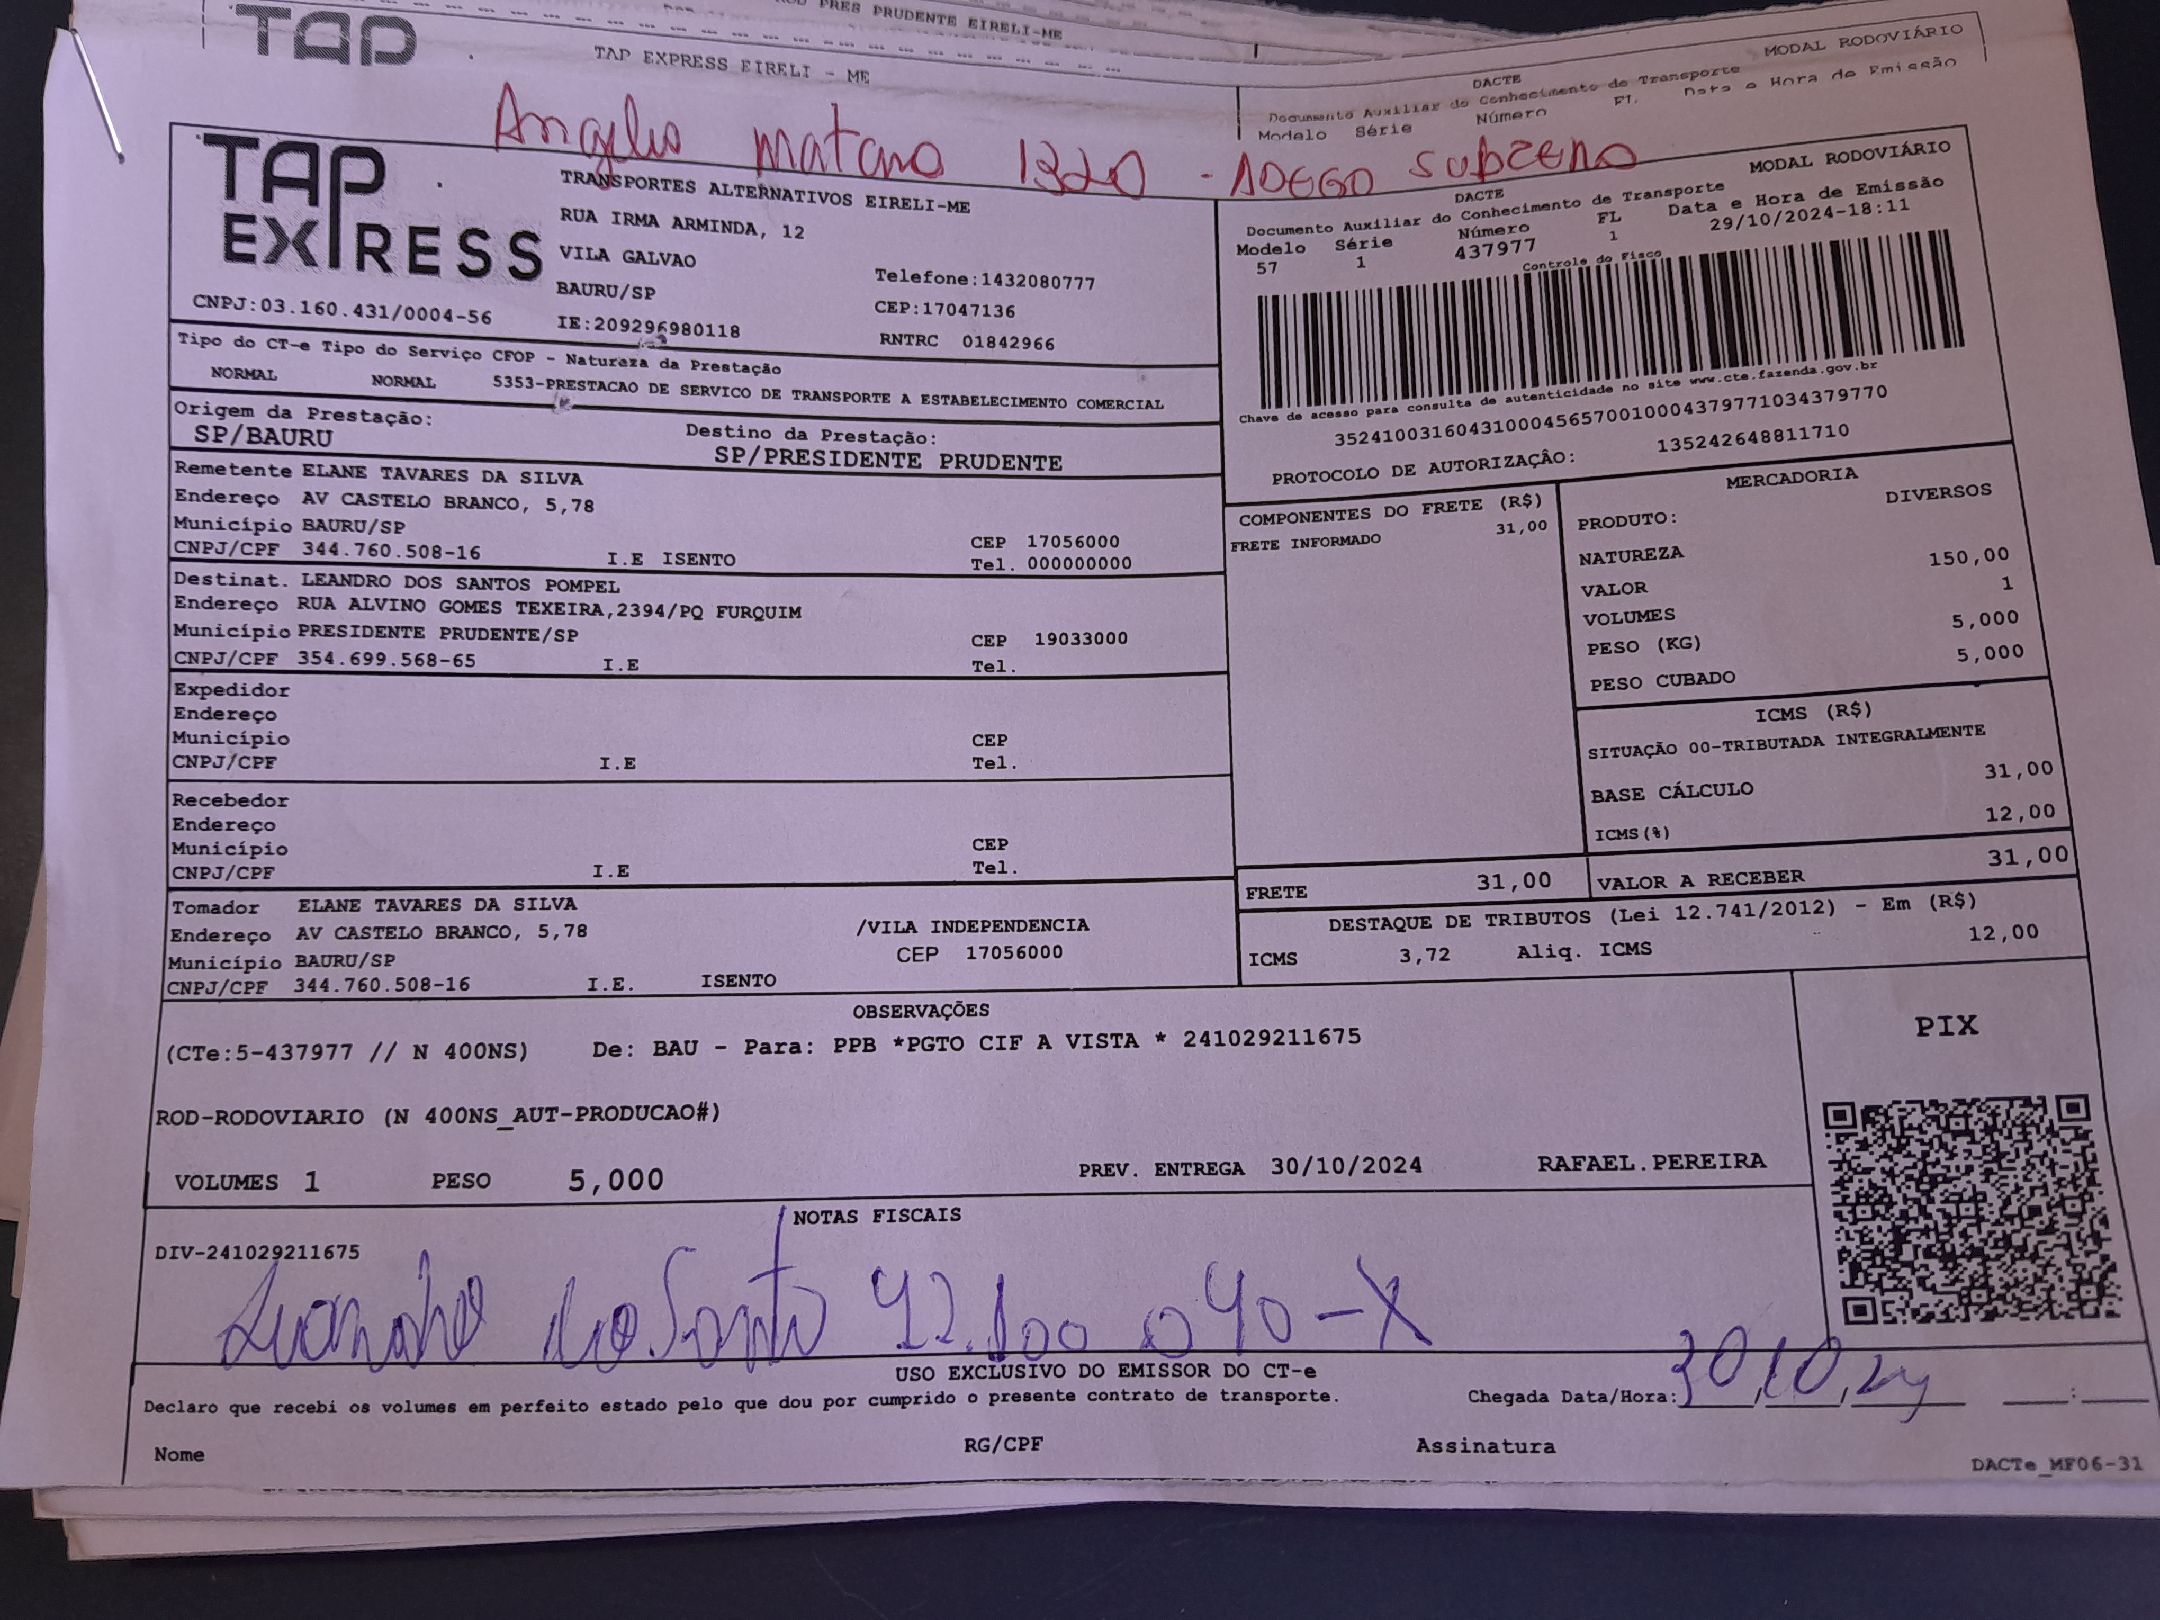 PRES PRUDENTE EIRELI-ME
TAP
TAP EXPRESS EIRELI - ME
MODAL RODOVIÁRIO
DACTE
Documento Auxiliar do Conhecimento de Transporte
Modelo Série Número FL Data e Hora de Emissão
1320 - ADEGA SUBZERO
TAP
EXPRESS
CNPJ:03.160.431/0004-56
TRANSPORTES ALTERNATIVOS EIRELI-ME
RUA IRMA ARMINDA, 12
VILA GALVAO
BAURU/SP
IE:209296980118
Telefone:1432080777
CEP:17047136
RNTRC 01842966
DACTE MODAL RODOVIÁRIO
Documento Auxiliar do Conhecimento de Transporte
Modelo Série Número FL Data e Hora de Emissão
57 1 437977 1 29/10/2024-18:11
Controle do Fisco
Chave de acesso para consulta de autenticidade no site www.cte.fazenda.gov.br
35241003160431000456570010004379771034379770
PROTOCOLO DE AUTORIZAÇÂO: 135242648811710
Tipo do CT-e Tipo do Serviço CFOP - Natureza da Prestação
NORMAL NORMAL 5353-PRESTACAO DE SERVICO DE TRANSPORTE A ESTABELECIMENTO COMERCIAL
Origem da Prestação: Destino da Prestação:
SP/BAURU SP/PRESIDENTE PRUDENTE
Remetente ELANE TAVARES DA SILVA
Endereço AV CASTELO BRANCO, 5,78
Município BAURU/SP CEP 17056000
CNPJ/CPF 344.760.508-16 I.E ISENTO Tel. 000000000
Destinat. LEANDRO DOS SANTOS POMPEL
Endereço RUA ALVINO GOMES TEXEIRA,2394/PQ FURQUIM
Município PRESIDENTE PRUDENTE/SP CEP 19033000
CNPJ/CPF 354.699.568-65 I.E Tel.
Expedidor
Endereço
Município CEP
CNPJ/CPF I.E Tel.
Recebedor
Endereço
Município CEP
CNPJ/CPF I.E Tel.
Tomador ELANE TAVARES DA SILVA
Endereço AV CASTELO BRANCO, 5,78 /VILA INDEPENDENCIA
Município BAURU/SP CEP 17056000
CNPJ/CPF 344.760.508-16 I.E. ISENTO
COMPONENTES DO FRETE (R$)
FRETE INFORMADO 31,00
MERCADORIA
PRODUTO: DIVERSOS
NATUREZA
VALOR 150,00
VOLUMES 1
PESO (KG) 5,000
PESO CUBADO 5,000
ICMS (R$)
SITUAÇÃO 00-TRIBUTADA INTEGRALMENTE
BASE CÁLCULO 31,00
ICMS(%) 12,00
FRETE 31,00 VALOR A RECEBER 31,00
DESTAQUE DE TRIBUTOS (Lei 12.741/2012) - Em (R$)
ICMS 3,72 Aliq. ICMS 12,00
OBSERVAÇÕES
(CTe:5-437977 // N 400NS) De: BAU - Para: PPB *PGTO CIF A VISTA * 241029211675
ROD-RODOVIARIO (N 400NS_AUT-PRODUCAO#)
VOLUMES 1 PESO 5,000 PREV. ENTREGA 30/10/2024 RAFAEL.PEREIRA
PIX
NOTAS FISCAIS
DIV-241029211675
Leandro dos Santos 42.100 040-X
USO EXCLUSIVO DO EMISSOR DO CT-e
Declaro que recebi os volumes em perfeito estado pelo que dou por cumprido o presente contrato de transporte. Chegada Data/Hora: 30,10,24 __:__
Nome RG/CPF Assinatura
DACTe_MF06-31